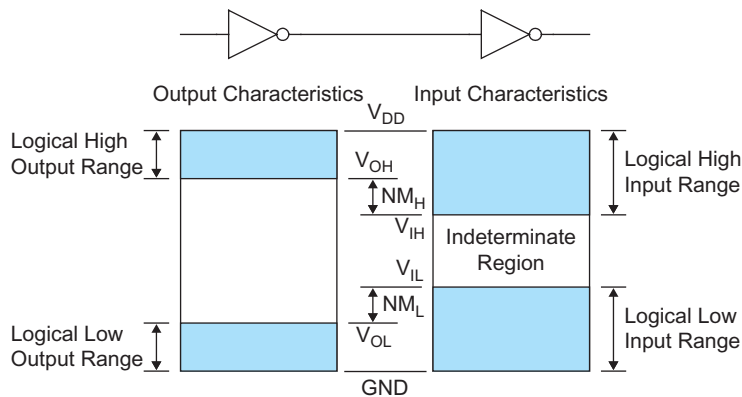 Output Characteristics
Input Characteristics
V_DD
Logical High
Output Range
V_OH
NM_H
V_IH
Logical High
Input Range
Indeterminate
Region
V_IL
NM_L
V_OL
Logical Low
Output Range
Logical Low
Input Range
GND